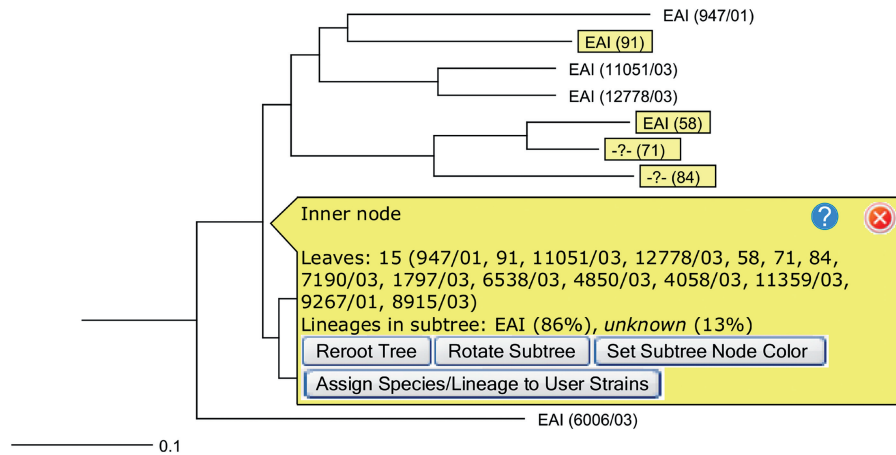 EAI (947/01)
EAI (91)
EAI (11051/03)
EAI (12778/03)
EAI (58)
-?- (71)
-?- (84)
Inner node
?
Leaves: 15 (947/01, 91, 11051/03, 12778/03, 58, 71, 84,
7190/03, 1797/03, 6538/03, 4850/03, 4058/03, 11359/03,
9267/01, 8915/03)
Lineages in subtree: EAI (86%), unknown (13%)
Reroot Tree Rotate Subtree Set Subtree Node Color
Assign Species/Lineage to User Strains
EAI (6006/03)
0.1